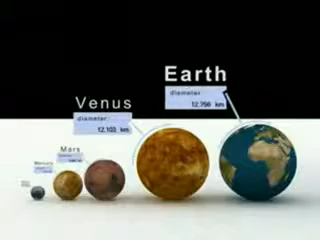 Earth
diameter
12.756 km
Venus
diameter:
12.103 km
Mars
Mercury